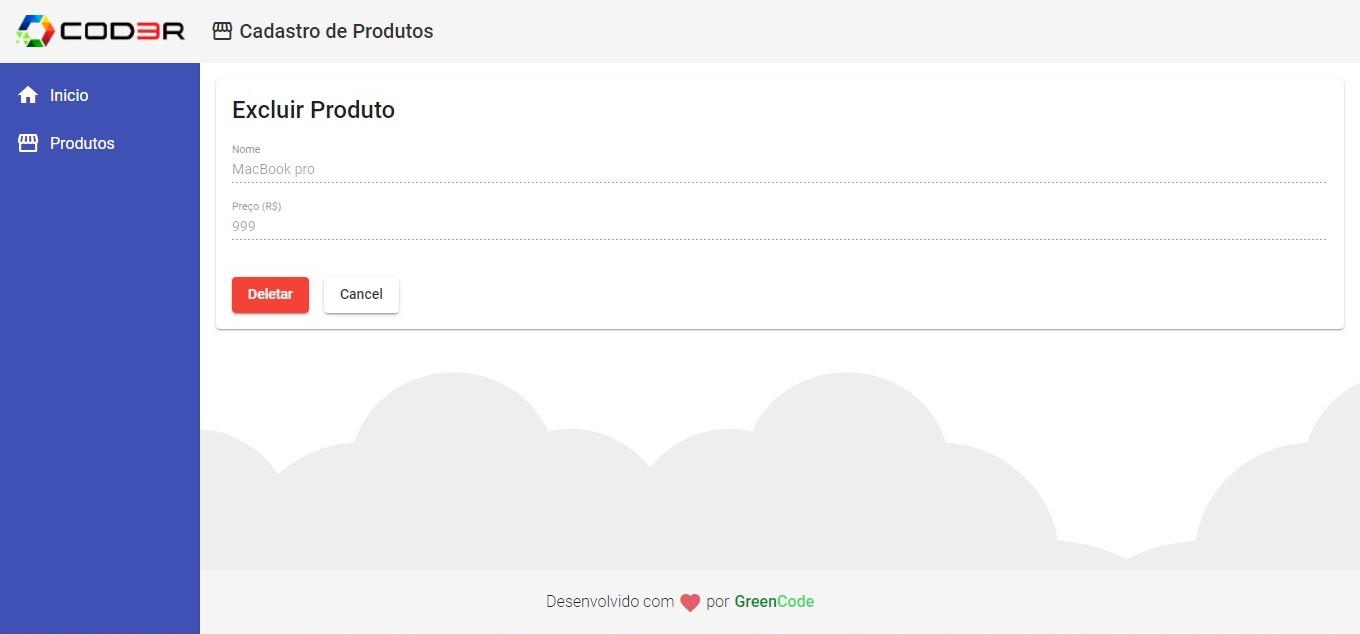 COD3R
Cadastro de Produtos
Inicio
Produtos
Excluir Produto
Nome
MacBook pro
Preço (R$)
999
Deletar
Cancel
Desenvolvido com por GreenCode